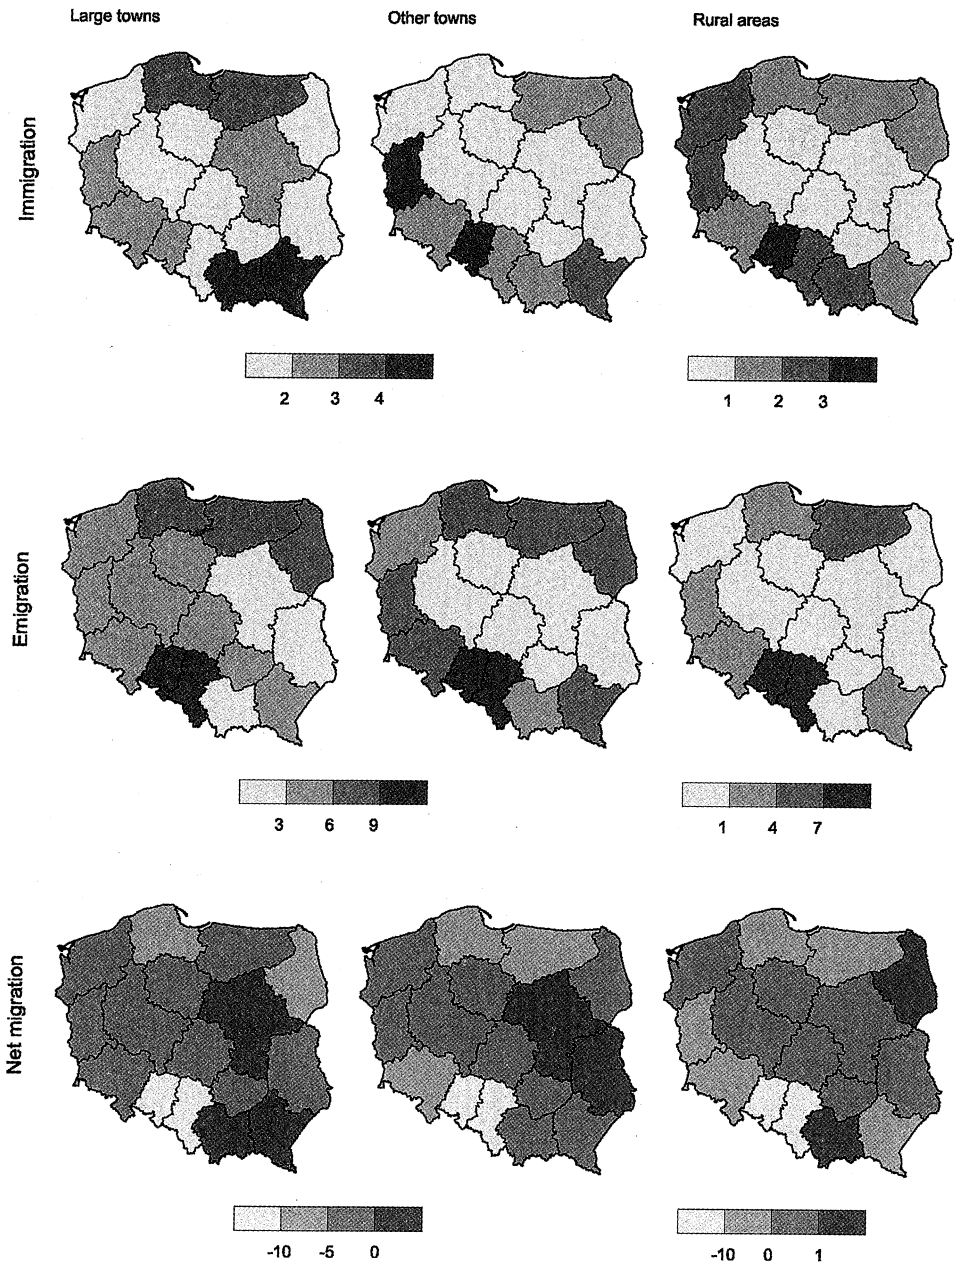 Large towns
Other towns
Rural areas
Immigration
2 3 4
1 2 3
Emigration
3 6 9
1 4 7
Net migration
-10 -5 0
-10 0 1